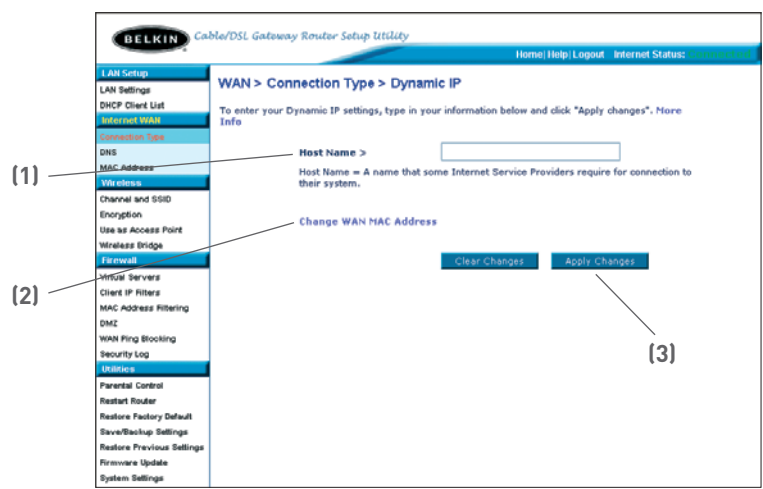 BELKIN Cable/DSL Gateway Router Setup Utility
Home| Help| Logout Internet Status:
LAN Setup
LAN Settings
DHCP Client List
Internet WAN
Connection Type
DNS
MAC Address
Wireless
Channel and SSID
Encryption
Use as Access Point
Wireless Bridge
Firewall
Virtual Servers
Client IP Filters
MAC Address Filtering
DMZ
WAN Ping Blocking
Security Log
Utilities
Parental Control
Restart Router
Restore Factory Default
Save/Backup Settings
Restore Previous Settings
Firmware Update
System Settings
WAN > Connection Type > Dynamic IP
To enter your Dynamic IP settings, type in your information below and click "Apply changes". More
Info
(1)
Host Name >
Host Name = A name that some Internet Service Providers require for connection to
their system.
(2)
Change WAN MAC Address
Clear Changes Apply Changes
(3)